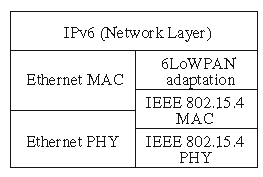 IPv6 (Network Layer)
Ethernet MAC
6LoWPAN
adaptation
IEEE 802.15.4
MAC
Ethernet PHY
IEEE 802.15.4
PHY